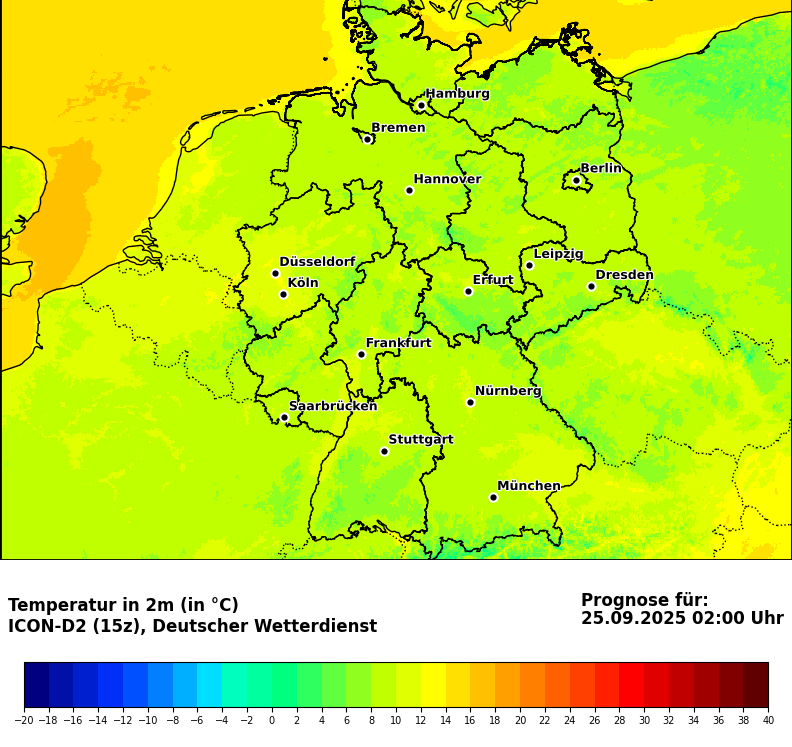 Hamburg
Bremen
Berlin
Hannover
Leipzig
Düsseldorf
Dresden
Köln
Erfurt
Frankfurt
Nürnberg
Saarbrücken
Stuttgart
München
Temperatur in 2m (in °C)
ICON-D2 (15z), Deutscher Wetterdienst
Prognose für:
25.09.2025 02:00 Uhr
−20 −18 −16 −14 −12 −10 −8 −6 −4 −2 0 2 4 6 8 10 12 14 16 18 20 22 24 26 28 30 32 34 36 38 40